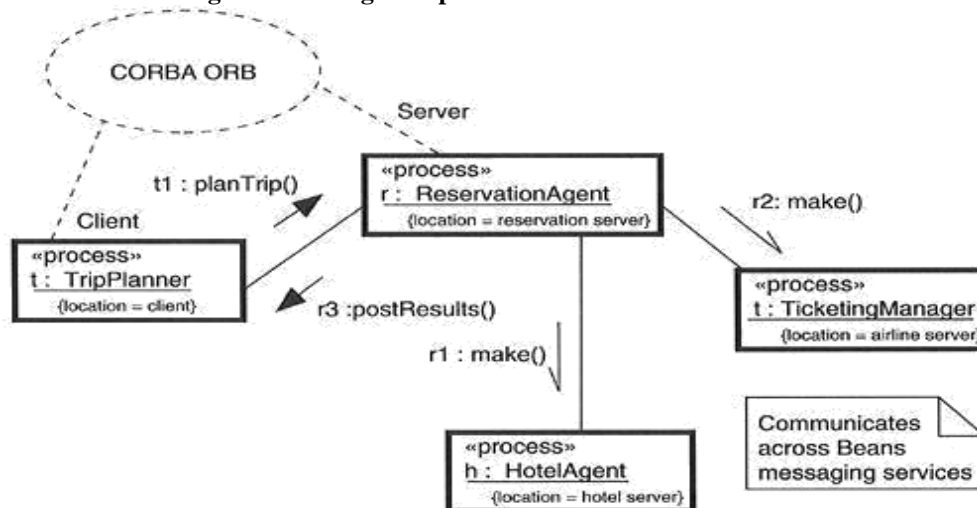 CORBA ORB
Server
«process»
r : ReservationAgent
{location = reservation server}
t1 : planTrip()
r2: make()
Client
«process»
t : TripPlanner
{location = client}
r3 :postResults()
«process»
t : TicketingManager
{location = airline server}
r1 : make()
Communicates
across Beans
messaging services
«process»
h : HotelAgent
{location = hotel server}